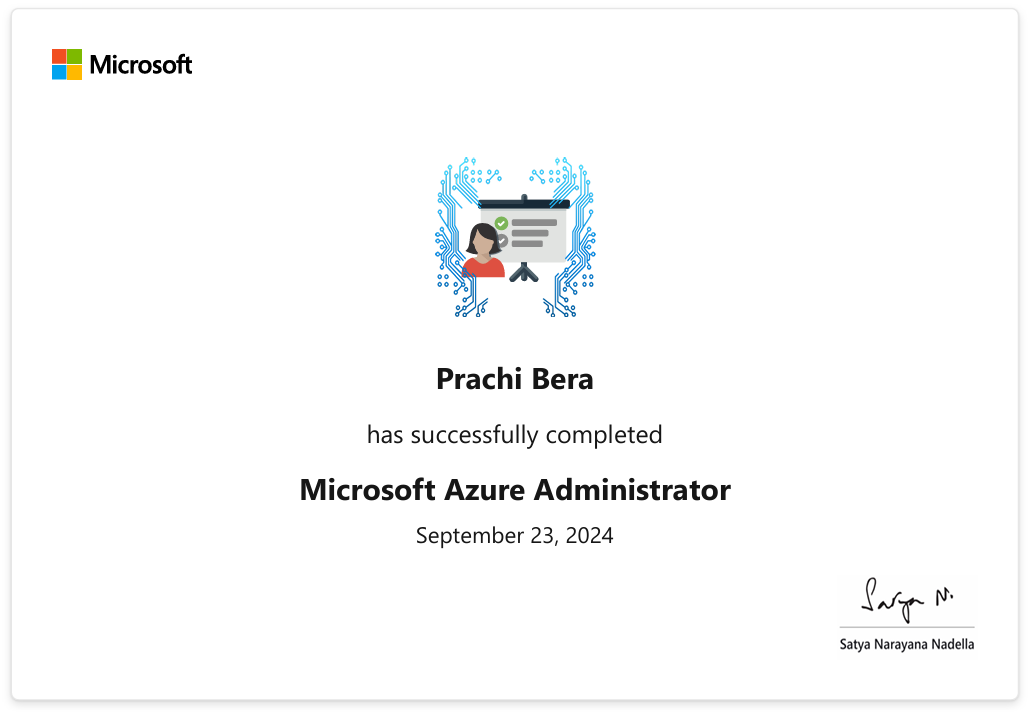 Microsoft
Prachi Bera
has successfully completed
Microsoft Azure Administrator
September 23, 2024
Satya N.
Satya Narayana Nadella